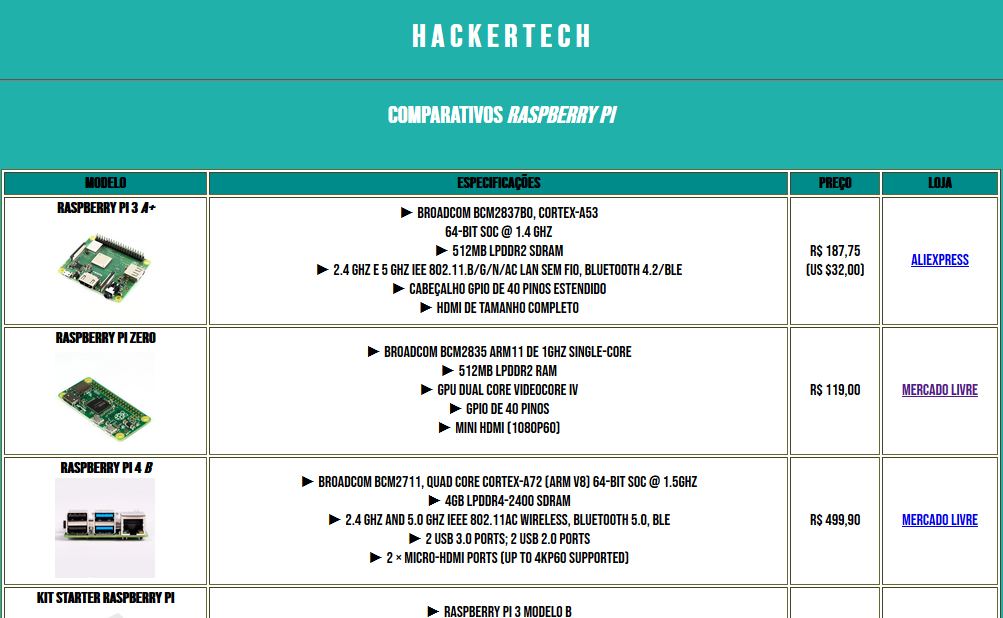 HACKERTECH
COMPARATIVOS RASPBERRY PI
MODELO
ESPECIFICAÇÕES
PREÇO
LOJA
RASPBERRY PI 3 A+
► BROADCOM BCM2837B0, CORTEX-A53
64-BIT SOC @ 1.4 GHZ
► 512MB LPDDR2 SDRAM
► 2.4 GHZ E 5 GHZ IEE 802.11.B/G/N/AC LAN SEM FIO, BLUETOOTH 4.2/BLE
► CABEÇALHO GPIO DE 40 PINOS ESTENDIDO
► HDMI DE TAMANHO COMPLETO
R$ 187,75
(US $32,00)
ALIEXPRESS
RASPBERRY PI ZERO
► BROADCOM BCM2835 ARM11 DE 1GHZ SINGLE-CORE
► 512MB LPDDR2 RAM
► GPU DUAL CORE VIDEOCORE IV
► GPIO DE 40 PINOS
► MINI HDMI (1080P60)
R$ 119,00
MERCADO LIVRE
RASPBERRY PI 4 B
► BROADCOM BCM2711, QUAD CORE CORTEX-A72 (ARM V8) 64-BIT SOC @ 1.5GHZ
► 4GB LPDDR4-2400 SDRAM
► 2.4 GHZ AND 5.0 GHZ IEEE 802.11AC WIRELESS, BLUETOOTH 5.0, BLE
► 2 USB 3.0 PORTS; 2 USB 2.0 PORTS
► 2 × MICRO-HDMI PORTS (UP TO 4KP60 SUPPORTED)
R$ 499,90
MERCADO LIVRE
KIT STARTER RASPBERRY PI
► RASPBERRY PI 3 MODELO B